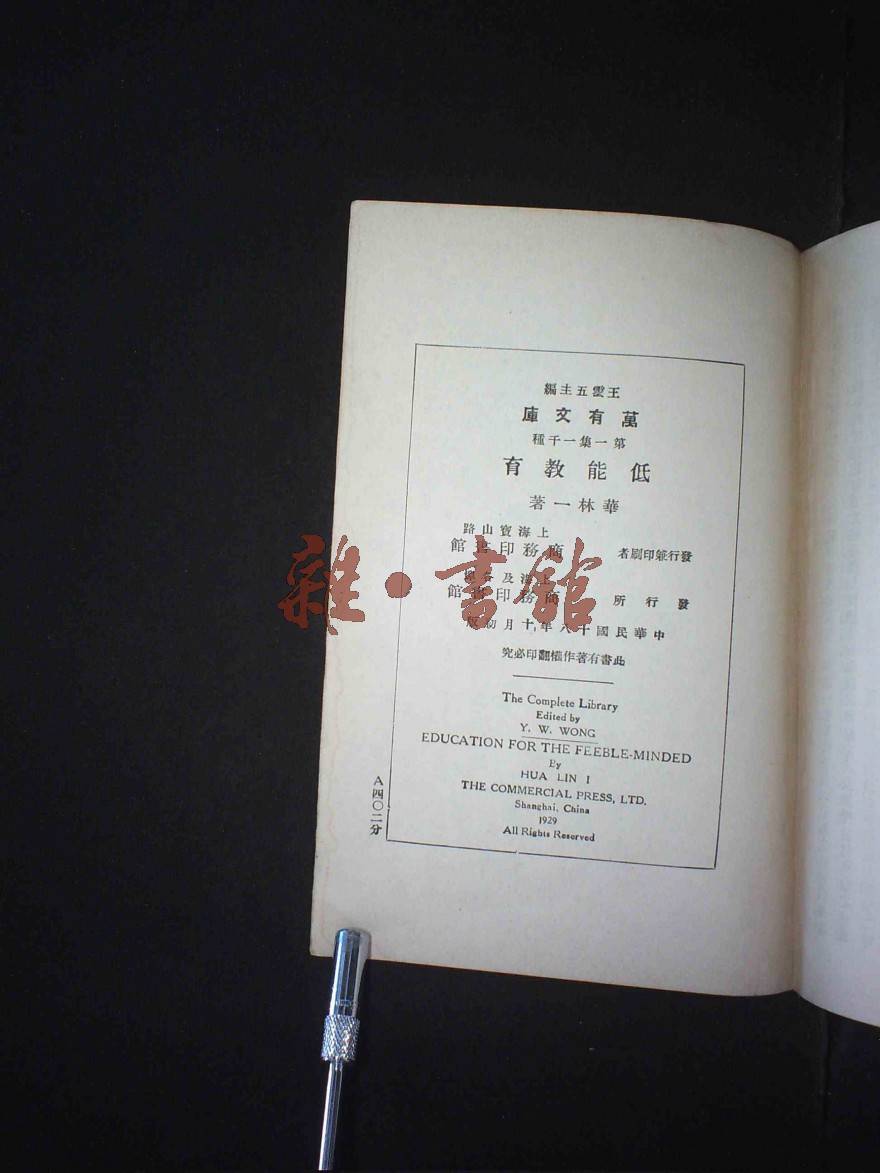 王雲五主編
萬有文庫
第一集一千種
低能教育
華林一著
上海寶山路
發行兼印刷者 商務印書館
上海及各埠
發行所 商務印書館
中華民國十八年十月初版
此書有著作權翻印必究
The Complete Library
Edited by
Y. W. WONG
EDUCATION FOR THE FEEBLE-MINDED
By
HUA LIN I
THE COMMERCIAL PRESS, LTD.
Shanghai, China
1929
All Rights Reserved
A四〇二分
雜·書館